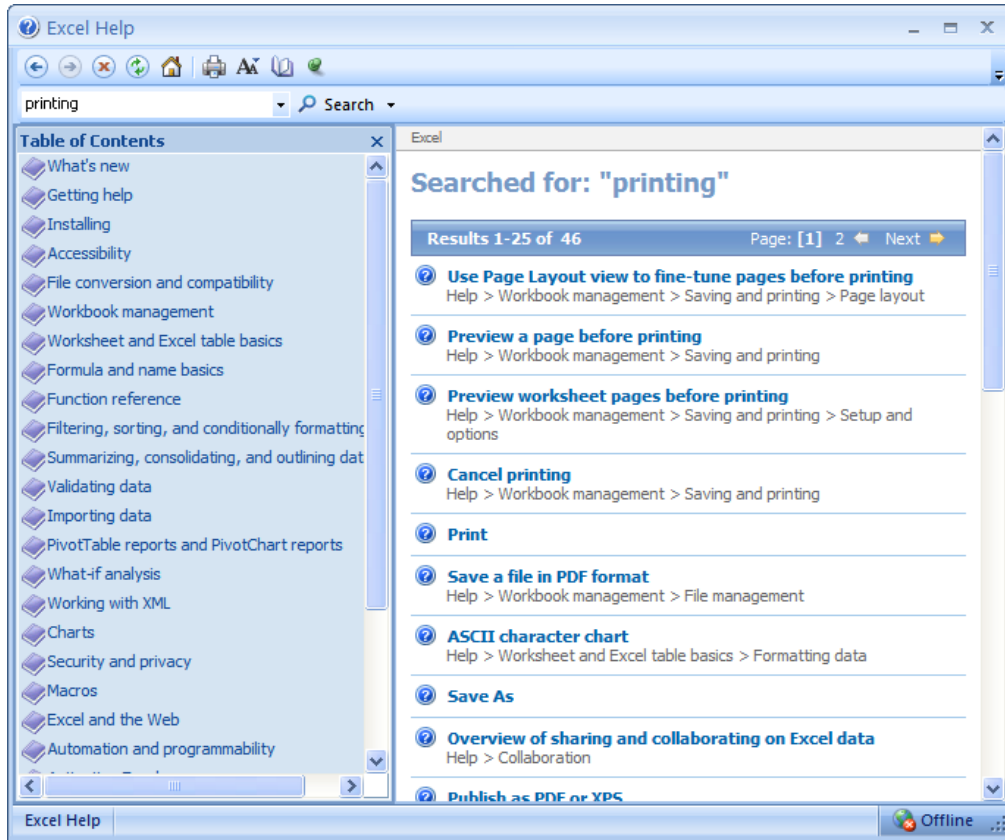 Excel Help
printing
Search
Table of Contents
What's new
Getting help
Installing
Accessibility
File conversion and compatibility
Workbook management
Worksheet and Excel table basics
Formula and name basics
Function reference
Filtering, sorting, and conditionally formatting
Summarizing, consolidating, and outlining dat
Validating data
Importing data
PivotTable reports and PivotChart reports
What-if analysis
Working with XML
Charts
Security and privacy
Macros
Excel and the Web
Automation and programmability
Excel
Searched for: "printing"
Results 1-25 of 46 Page: [1] 2 Next
Use Page Layout view to fine-tune pages before printing
Help > Workbook management > Saving and printing > Page layout
Preview a page before printing
Help > Workbook management > Saving and printing
Preview worksheet pages before printing
Help > Workbook management > Saving and printing > Setup and
options
Cancel printing
Help > Workbook management > Saving and printing
Print
Save a file in PDF format
Help > Workbook management > File management
ASCII character chart
Help > Worksheet and Excel table basics > Formatting data
Save As
Overview of sharing and collaborating on Excel data
Help > Collaboration
Publish as PDF or XPS
Excel Help
Offline